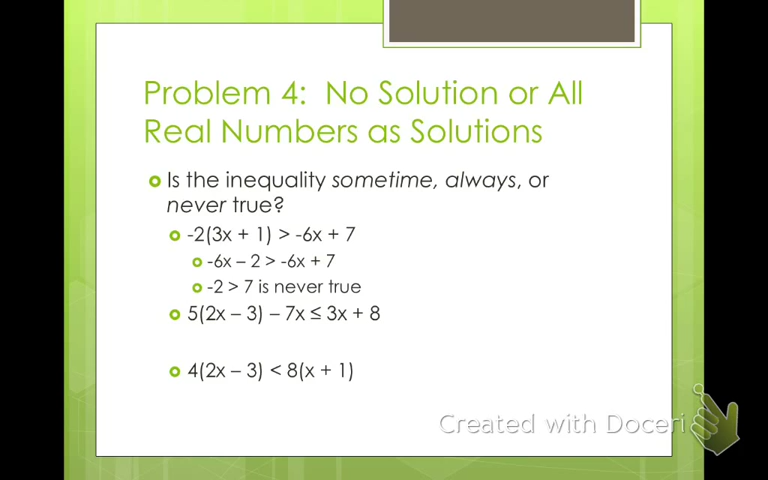 Problem 4:  No Solution or All
Real Numbers as Solutions
Is the inequality sometime, always, or
never true?
-2(3x + 1) > -6x + 7
-6x – 2 > -6x + 7
-2 > 7 is never true
5(2x – 3) – 7x ≤ 3x + 8
4(2x – 3) < 8(x + 1)
Created with Doceri